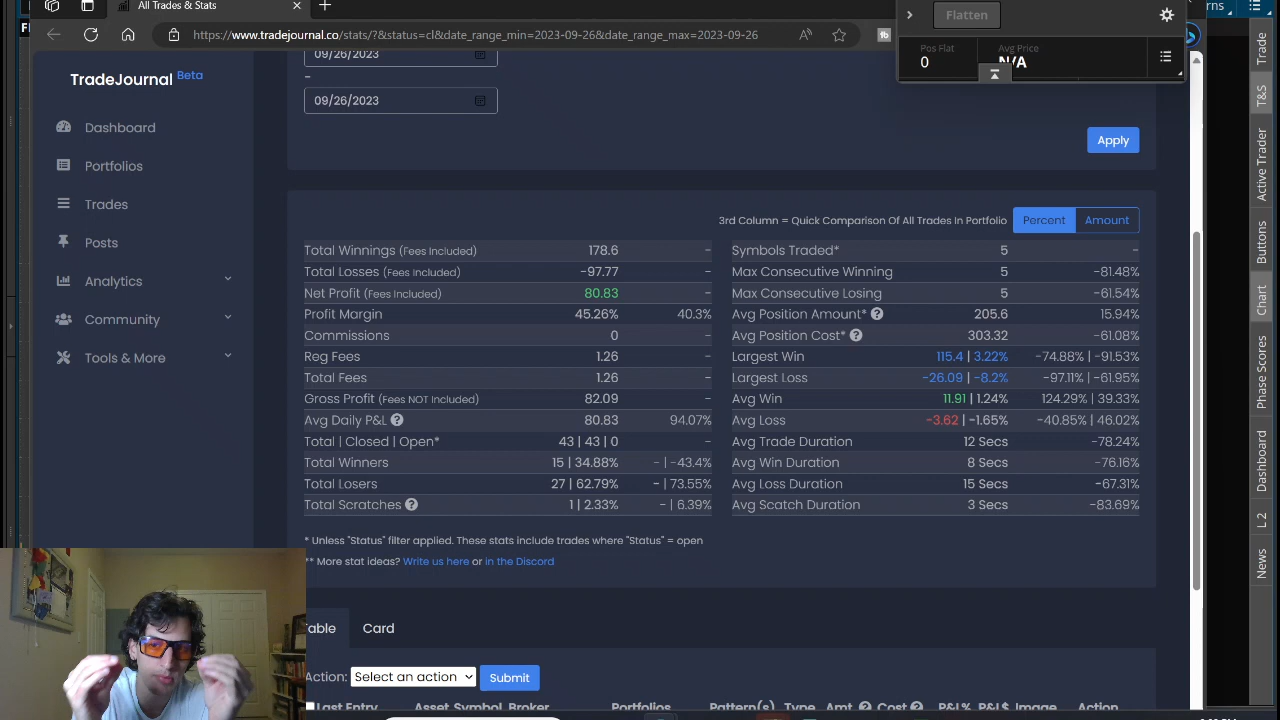 All Trades & Stats
Flatten
https://www.tradejournal.co/stats/?&status=cl&date_range_min=2023-09-26&date_range_max=2023-09-26
Pos Flat
0
Avg Price
N/A
TradeJournal Beta
Dashboard
Portfolios
Trades
Posts
Analytics
Community
Tools & More
09/26/2023
–
09/26/2023
Apply
3rd Column = Quick Comparison Of All Trades In Portfolio
Percent
Amount
Total Winnings (Fees Included) 178.6 -
Total Losses (Fees Included) -97.77 -
Net Profit (Fees Included) 80.83 -
Profit Margin 45.26% 40.3%
Commissions 0 -
Reg Fees 1.26 -
Total Fees 1.26 -
Gross Profit (Fees NOT Included) 82.09 -
Avg Daily P&L 80.83 94.07%
Total | Closed | Open* 43 | 43 | 0 -
Total Winners 15 | 34.88% - | -43.4%
Total Losers 27 | 62.79% - | 73.55%
Total Scratches 1 | 2.33% - | 6.39%
Symbols Traded* 5 -
Max Consecutive Winning 5 -81.48%
Max Consecutive Losing 5 -61.54%
Avg Position Amount* 205.6 15.94%
Avg Position Cost* 303.32 -61.08%
Largest Win 115.4 | 3.22% -74.88% | -91.53%
Largest Loss -26.09 | -8.2% -97.11% | -61.95%
Avg Win 11.91 | 1.24% 124.29% | 39.33%
Avg Loss -3.62 | -1.65% -40.85% | 46.02%
Avg Trade Duration 12 Secs -78.24%
Avg Win Duration 8 Secs -76.16%
Avg Loss Duration 15 Secs -67.31%
Avg Scatch Duration 3 Secs -83.69%
* Unless "Status" filter applied. These stats include trades where "Status" = open
** More stat ideas? Write us here or in the Discord
Card
Action:
Select an action
Submit
Last Entry Asset Symbol Broker Portfolios Pattern(s) Type Amt Cost P&L % P&L $ Image Action
Trade
T&S
Active Trader
Buttons
Chart
Phase Scores
Dashboard
L 2
News